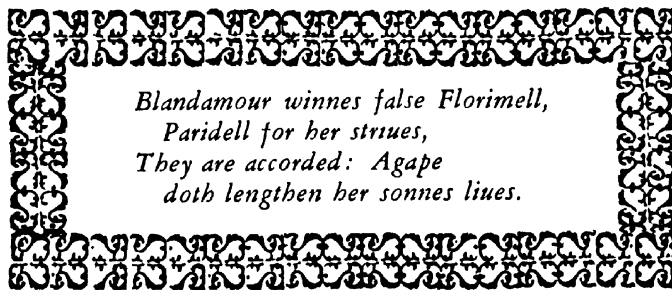 Blandamour winnes false Florimell,
Paridell for her striues,
They are accorded: Agape
doth lengthen her sonnes liues.